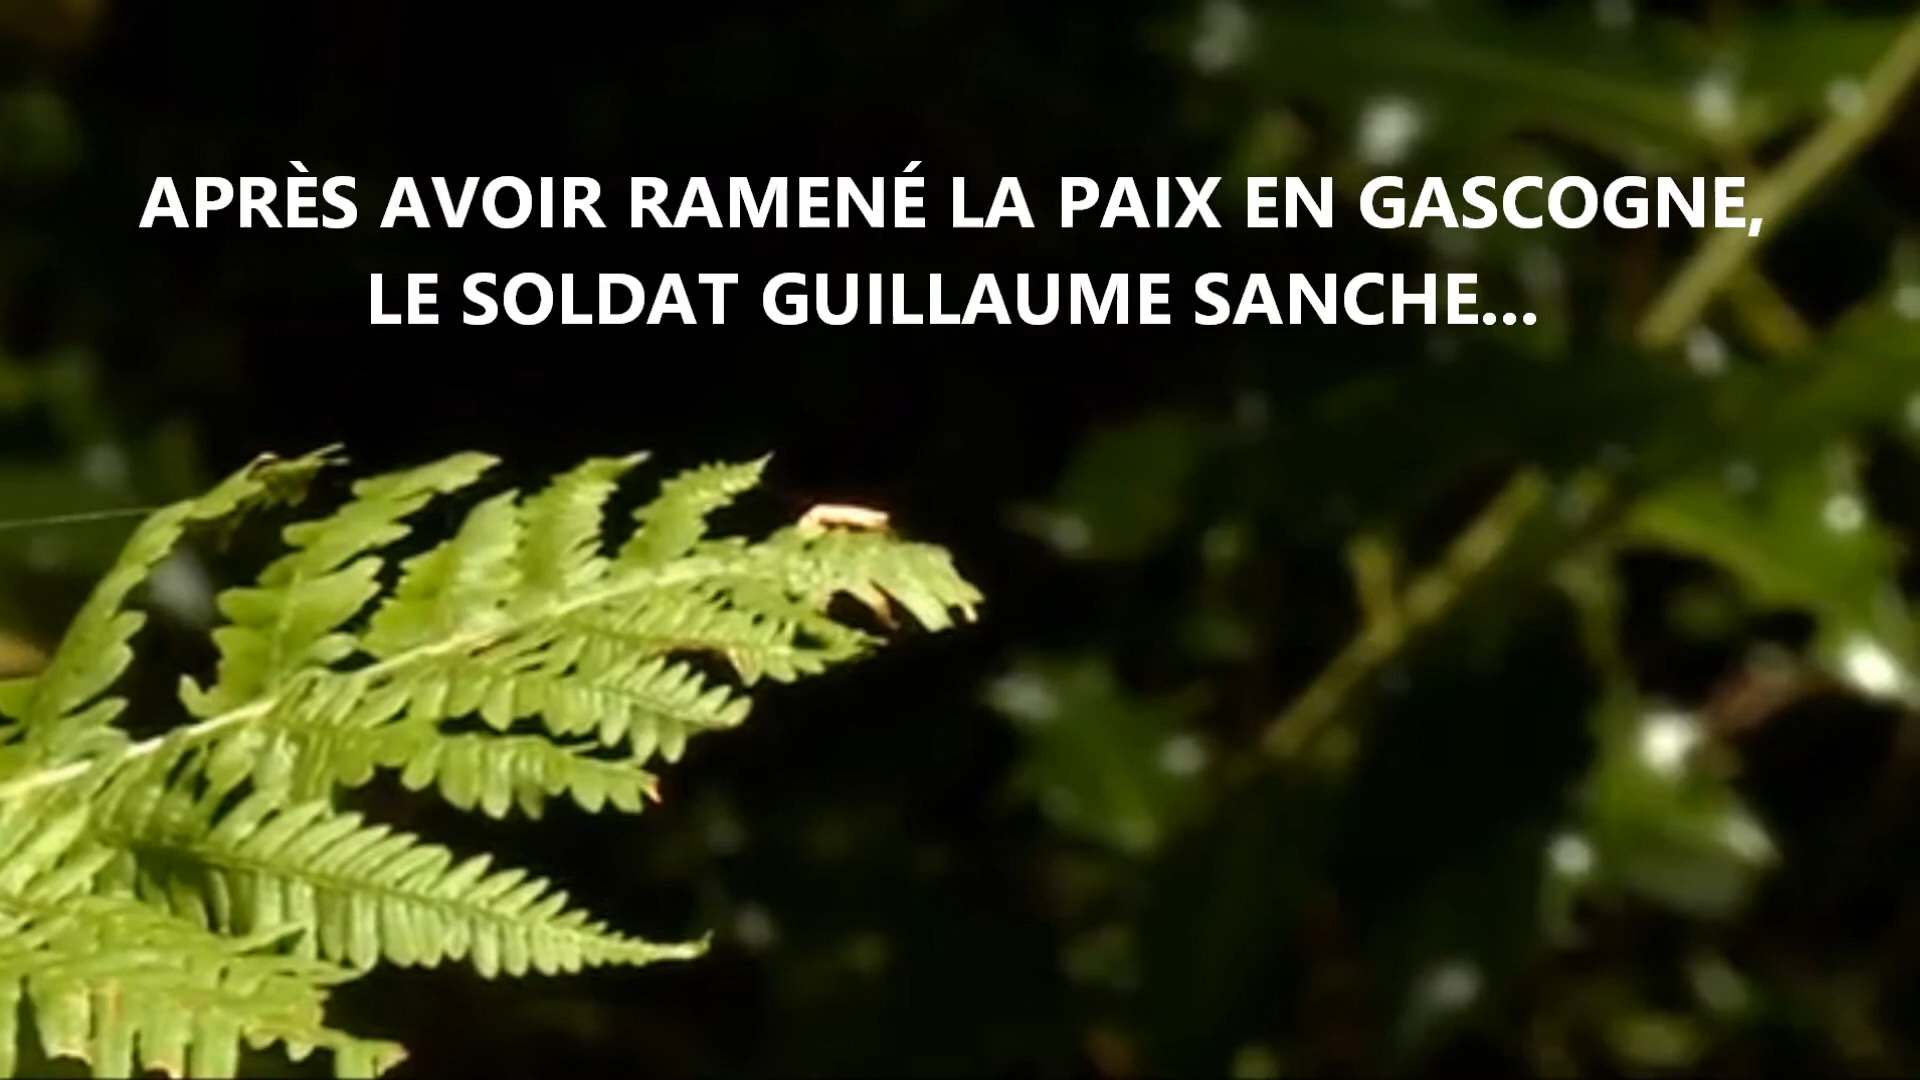 APRÈS AVOIR RAMENÉ LA PAIX EN GASCOGNE,
LE SOLDAT GUILLAUME SANCHE...